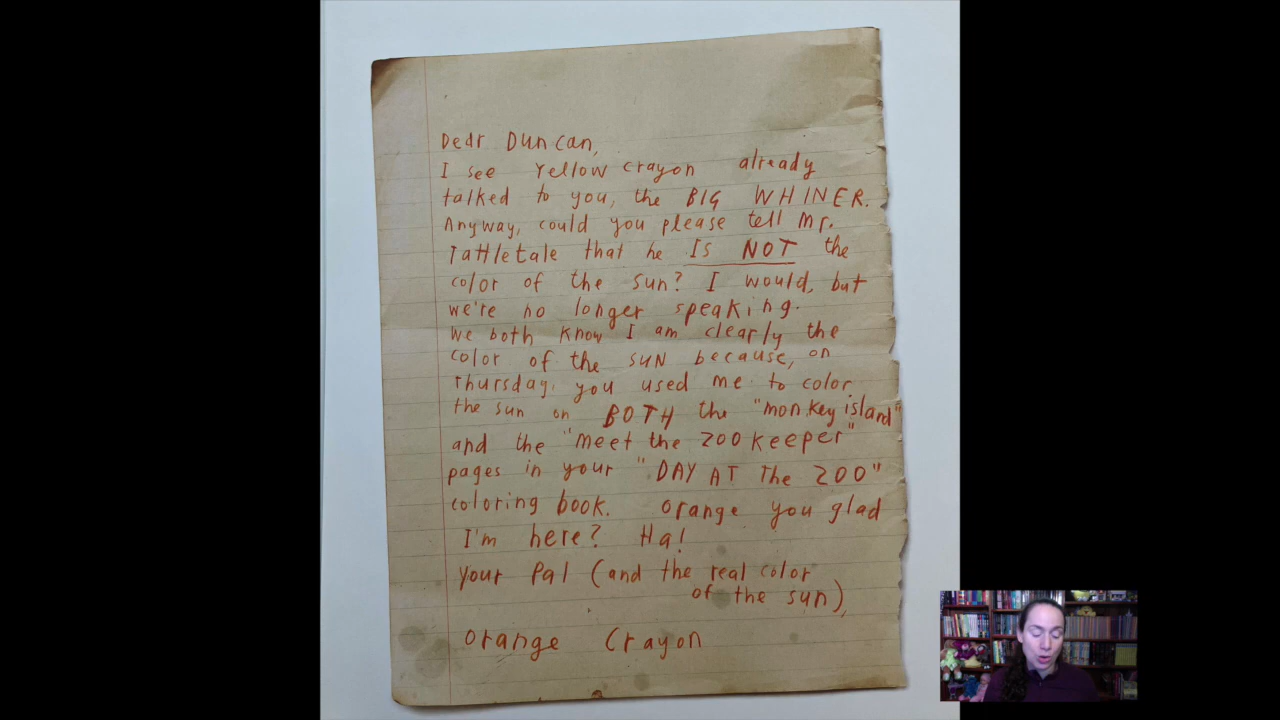 Dear Duncan,
I see Yellow crayon already
talked to you, the BIG WHINER.
Anyway, could you please tell Mr.
Tattletale that he IS NOT the
color of the sun? I would, but
we're no longer speaking.
We both know I am clearly the
color of the SUN because, on
Thursday, you used me to color
the sun on BOTH the "monkey island"
and the "meet the zookeeper"
pages in your "DAY AT The ZOO"
coloring book. Orange you glad
I'm here? Ha!
Your Pal (and the real color
of the sun),
Orange Crayon